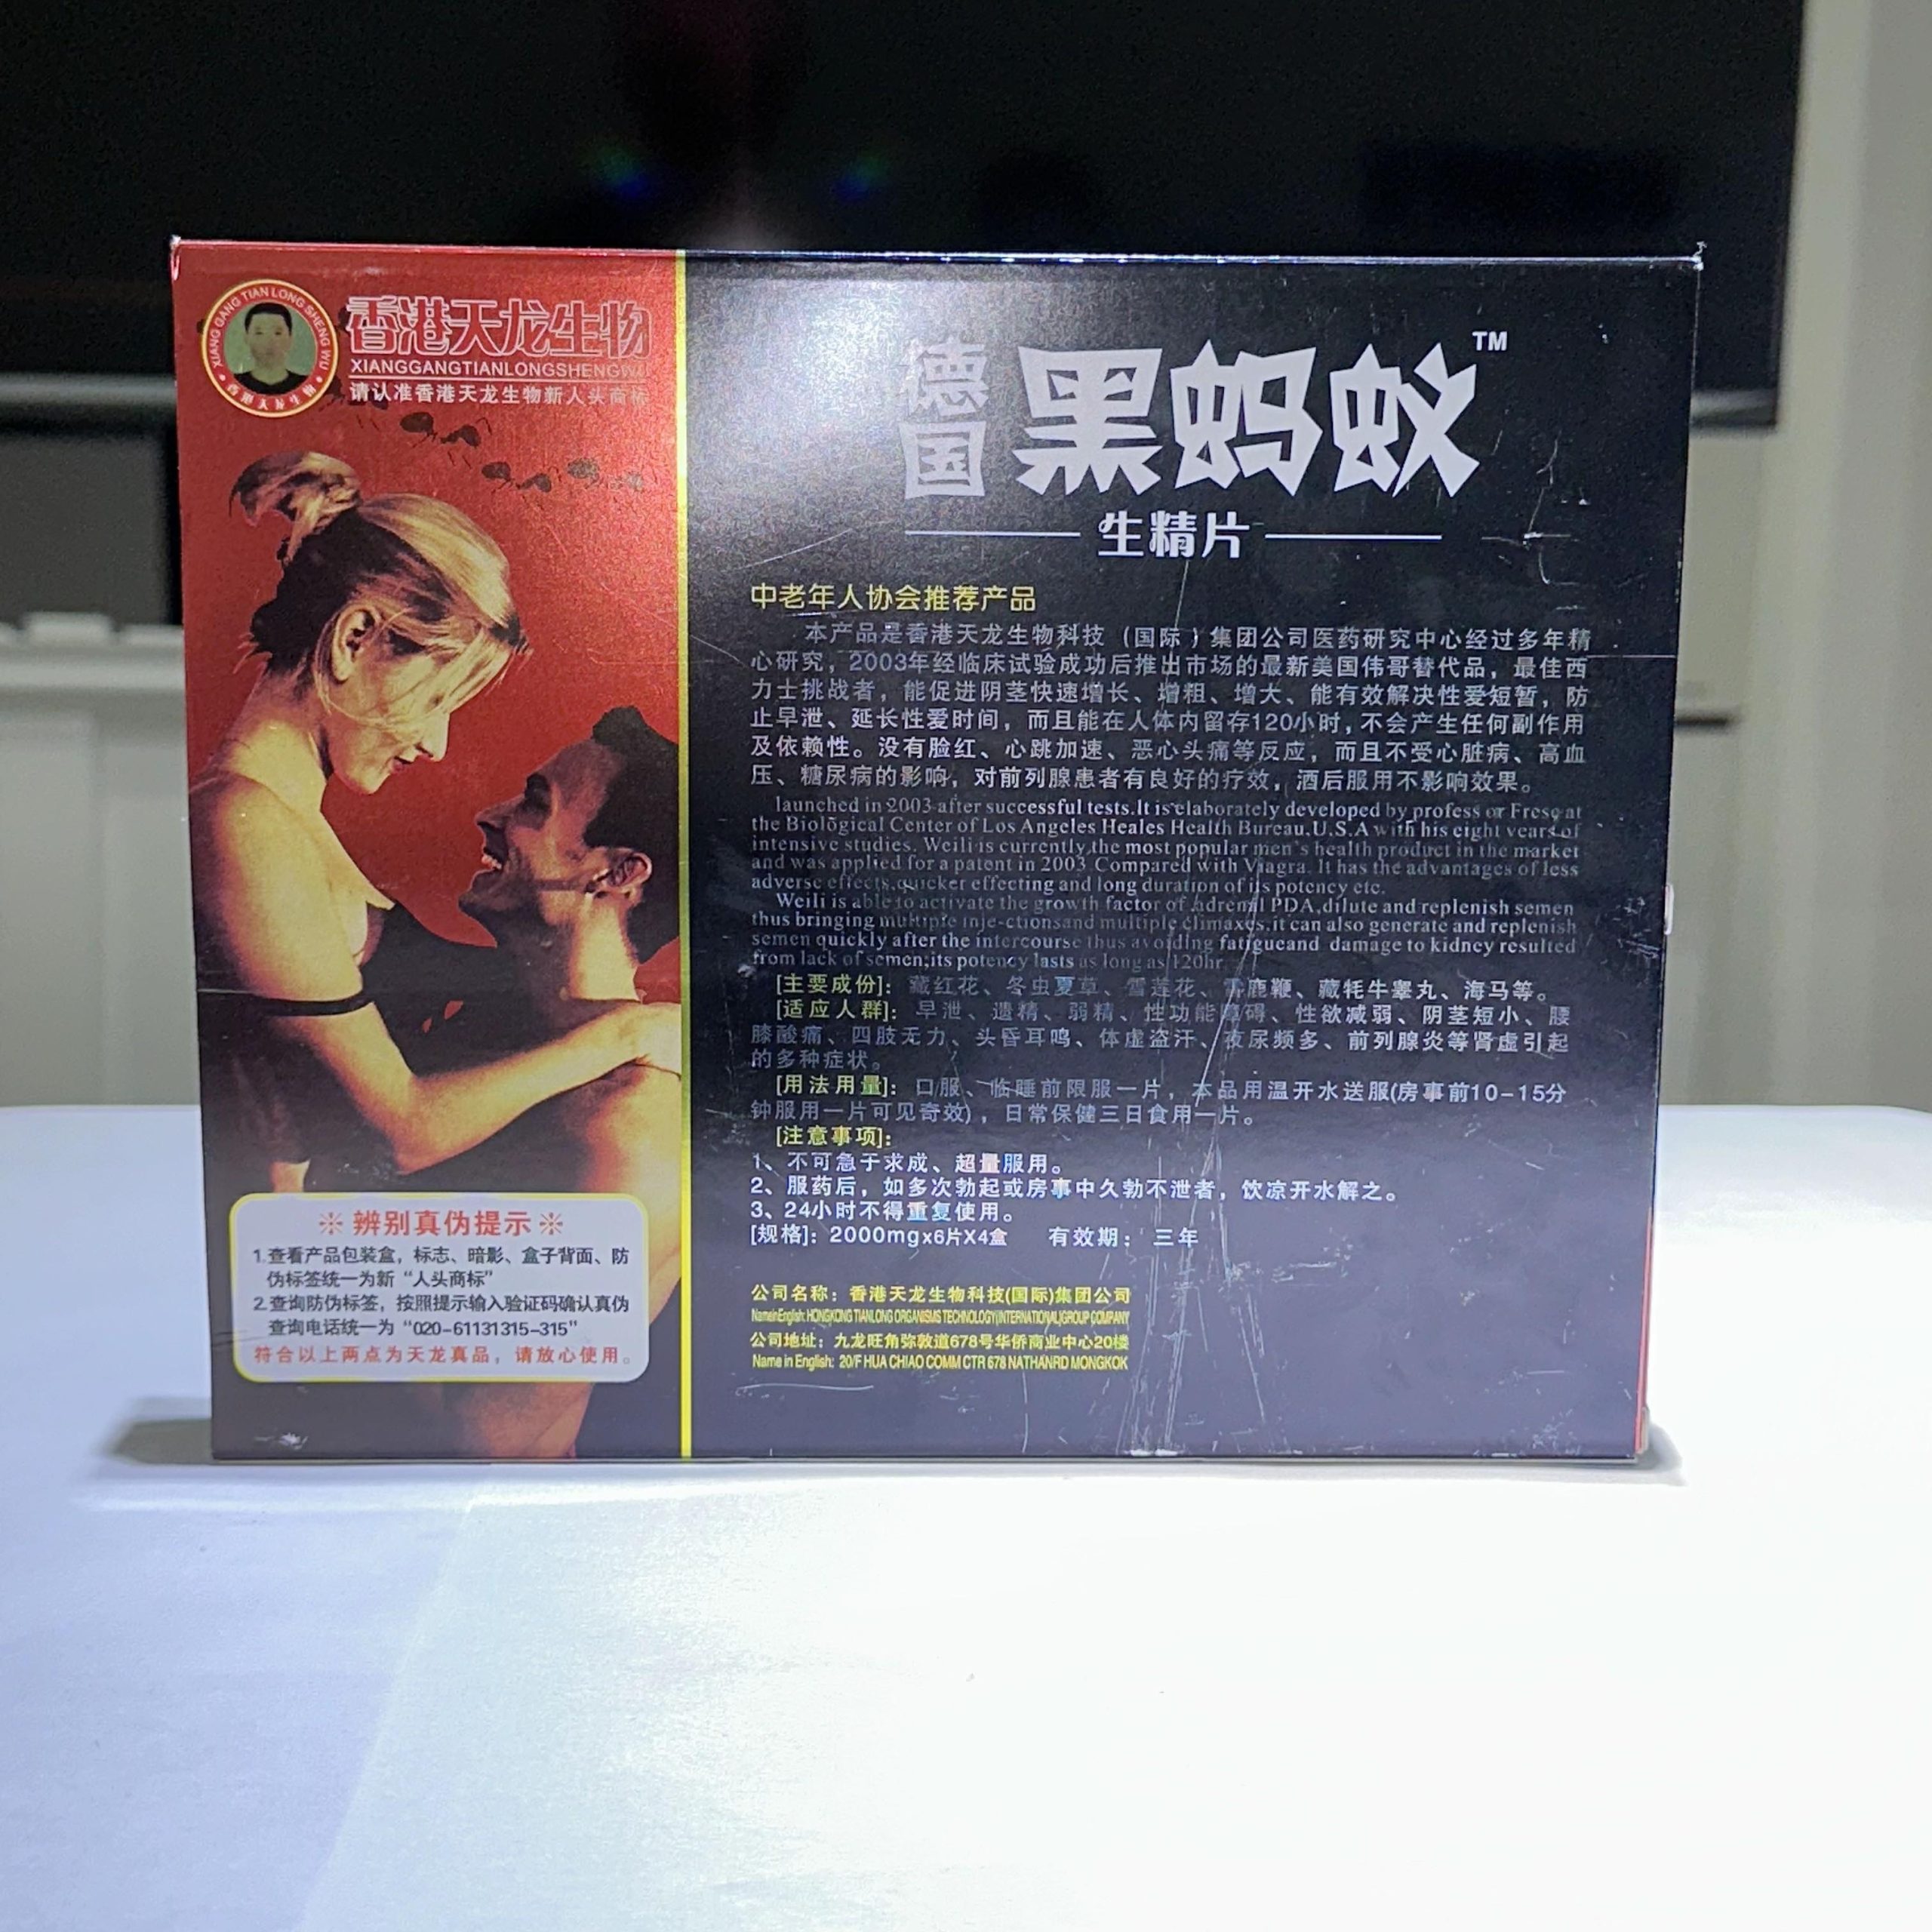 XIANG GANG TIAN LONG SHENG WU
香港天龙生物
XIANGGANGTIANLONGSHENGWU
请认准香港天龙生物新人头商标
德国
黑蚂蚁
TM
生精片
中老年人协会推荐产品
本产品是香港天龙生物科技（国际）集团公司医药研究中心经过多年精
心研究，2003年经临床试验成功后推出市场的最新美国伟哥替代品，最佳西
力士挑战者，能促进阴茎快速增长、增粗、增大、能有效解决性爱短暂，防
止早泄、延长性爱时间，而且能在人体内留存120小时，不会产生任何副作用
及依赖性。没有脸红、心跳加速、恶心头痛等反应，而且不受心脏病、高血
压、糖尿病的影响，对前列腺患者有良好的疗效，酒后服用不影响效果。
launched in 2003 after successful tests.It is elaborately developed by profess or Frese at
the Biological Center of Los Angeles Heales Health Bureau.U.S.A with his eight years of
intensive studies. Weili is currently,the most popular men's health product in the market
and was applied for a patent in 2003 Compared with Viagra. It has the advantages of less
adverse effects,quicker effecting and long duration of its potency etc.
Weili is able to activate the growth factor of adrenal PDA,dilute and replenish semen
thus bringing multiple inje-ctionsand multiple climaxes,it can also generate and replenish
semen quickly after the intercourse thus avoiding fatigueand damage to kidney resulted
from lack of semen;its potency lasts as long as 120hr
[主要成份]：藏红花、冬虫夏草、雪莲花、鹿鞭、藏牦牛睾丸、海马等。
[适应人群]：早泄、遗精、弱精、性功能障碍、性欲减弱、阴茎短小、腰
膝酸痛、四肢无力、头昏耳鸣、体虚盗汗、夜尿频多、前列腺炎等肾虚引起
的多种症状。
[用法用量]：口服、临睡前限服一片，本品用温开水送服(房事前10-15分
钟服用一片可见奇效)，日常保健三日食用一片。
[注意事项]：
1、不可急于求成、超量服用。
2、服药后，如多次勃起或房事中久勃不泄者，饮凉开水解之。
3、24小时不得重复使用。
[规格]：2000mgx6片X4盒 有效期：三年
公司名称：香港天龙生物科技(国际)集团公司
NameinEnglish: HONGKONG TIANLONG ORGANISMS TECHNOLOGY(INTERNATIONAL)GROUP COMPANY
公司地址：九龙旺角弥敦道678号华侨商业中心20楼
Name in English: 20/F HUA CHIAO COMM CTR 678 NATHANRD MONGKOK
※ 辨别真伪提示 ※
1.查看产品包装盒，标志、暗影、盒子背面、防
伪标签统一为新“人头商标”
2.查询防伪标签，按照提示输入验证码确认真伪
查询电话统一为“020-61131315-315”
符合以上两点为天龙真品，请放心使用。